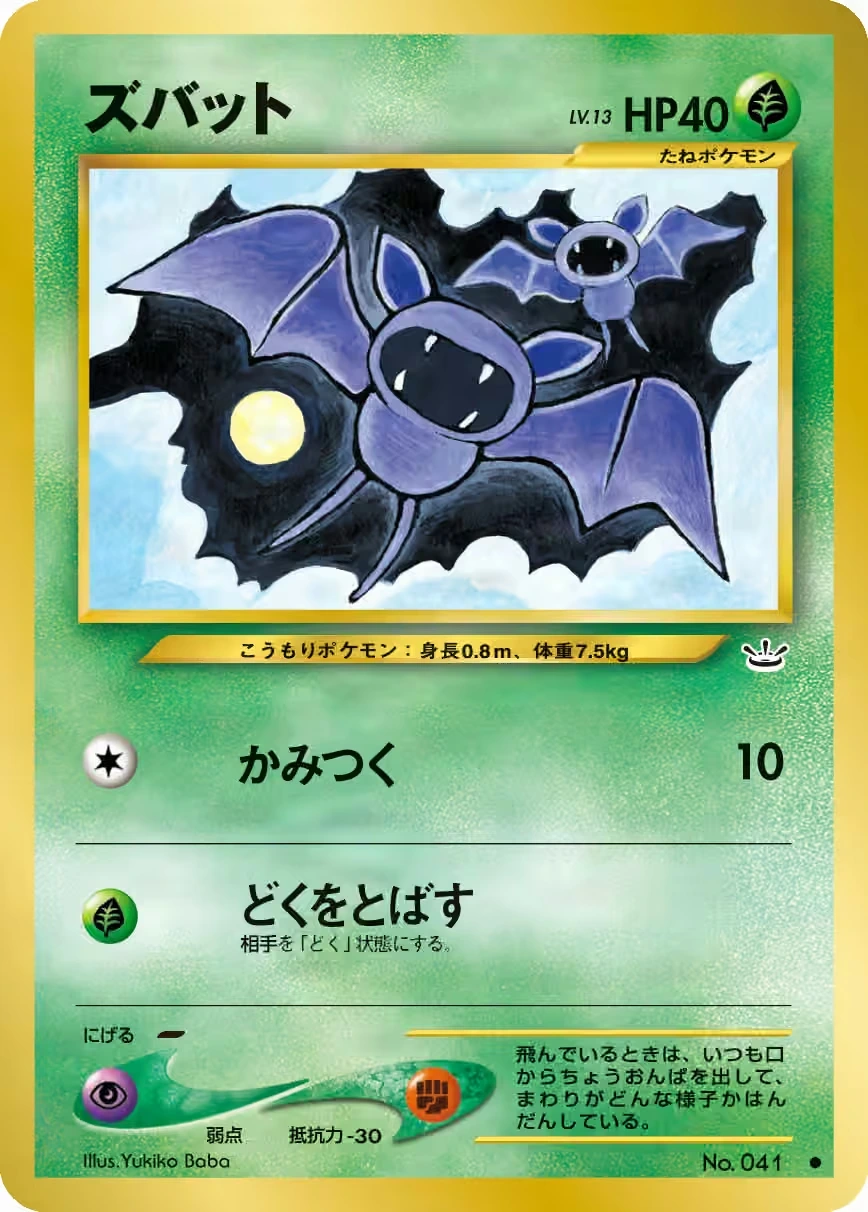 ズバット
LV.13 HP40
たねポケモン
こうもりポケモン：身長0.8m、体重7.5kg
かみつく 10
どくをとばす
相手を「どく」状態にする。
にげる
飛んでいるときは、いつも口
からちょうおんぱを出して、
まわりがどんな様子かはん
だんしている。
弱点 抵抗力-30
Illus.Yukiko Baba
No. 041